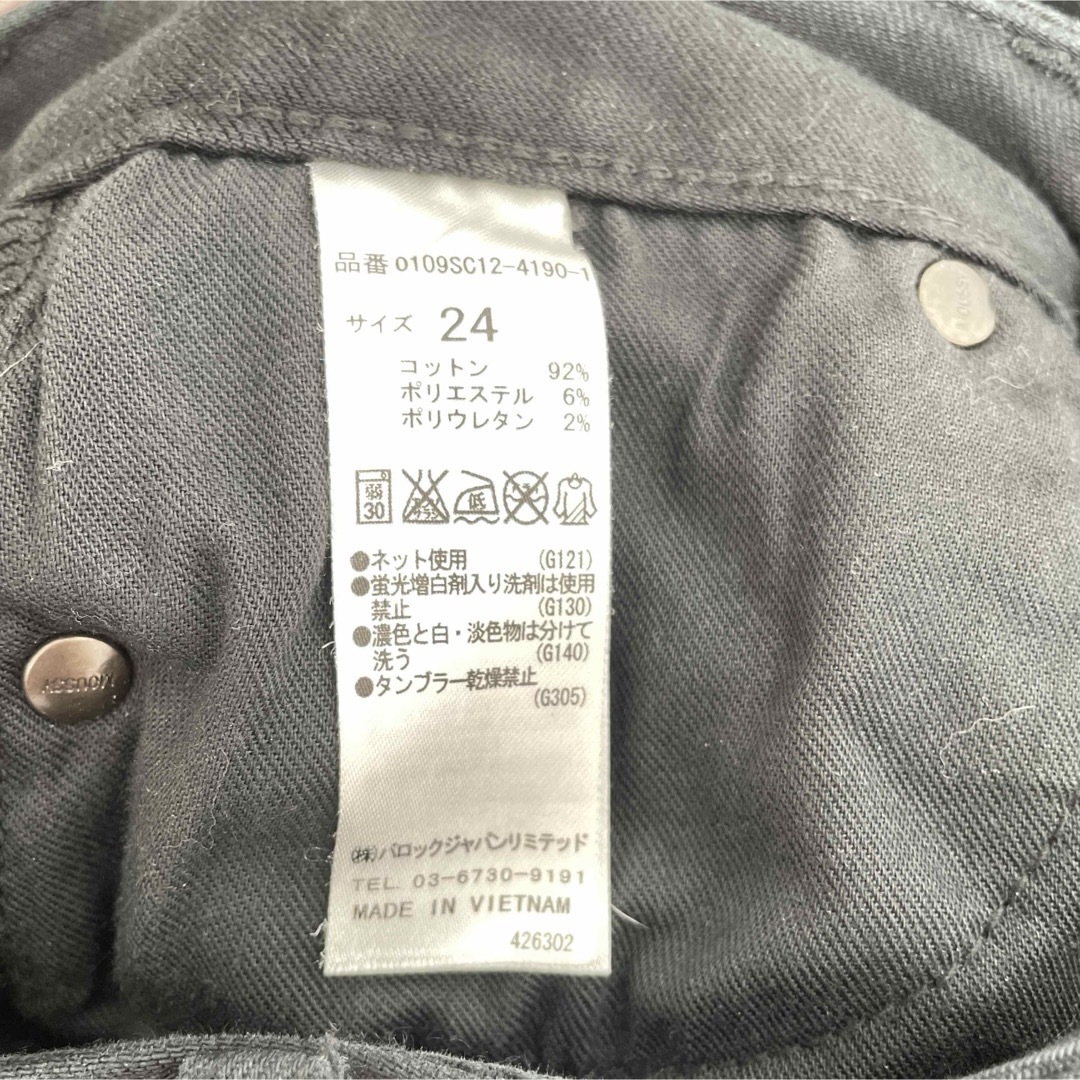 品番 0109SC12-4190-1
サイズ 24
コットン 92%
ポリエステル 6%
ポリウレタン 2%
弱 30 低
●ネット使用 (G121)
●蛍光増白剤入り洗剤は使用
禁止 (G130)
●濃色と白・淡色物は分けて
洗う (G140)
●タンブラー乾燥禁止
(G305)
MOUSSY
㈱バロックジャパンリミテッド
TEL. 03-6730-9191
MADE IN VIETNAM
426302